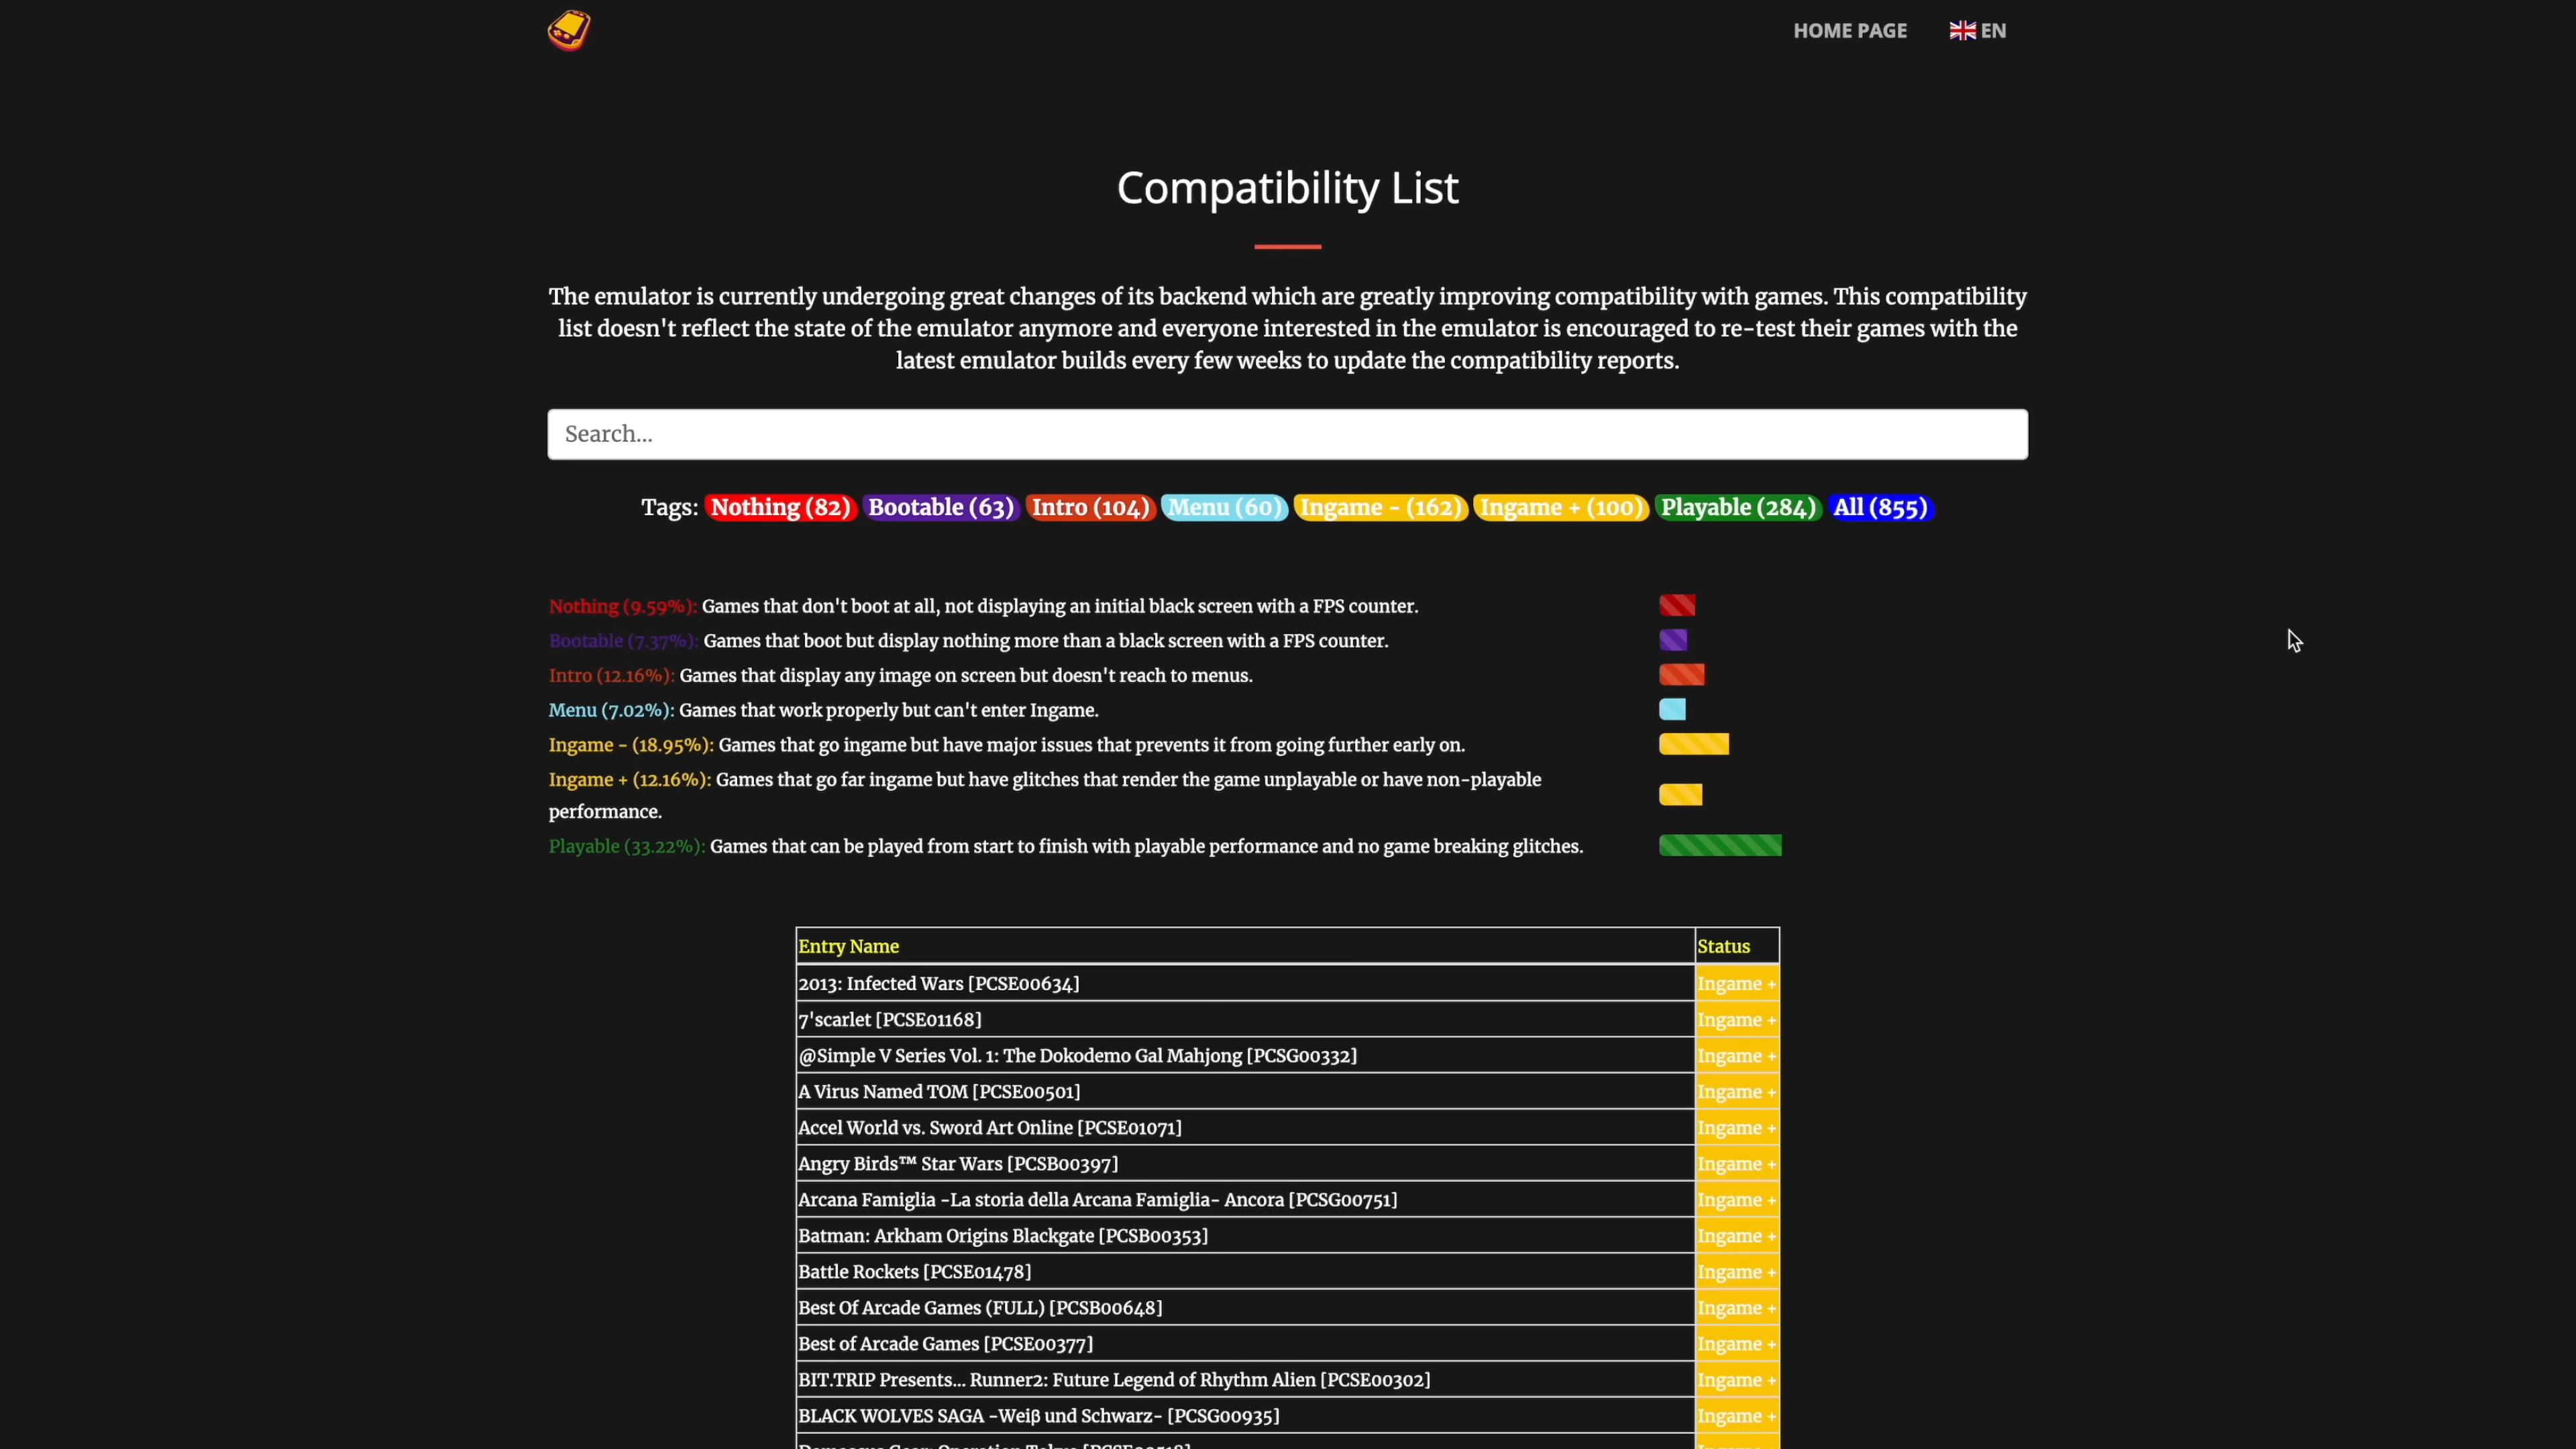 HOME PAGE
EN
Compatibility List
The emulator is currently undergoing great changes of its backend which are greatly improving compatibility with games. This compatibility
list doesn't reflect the state of the emulator anymore and everyone interested in the emulator is encouraged to re-test their games with the
latest emulator builds every few weeks to update the compatibility reports.
Search...
Tags: Nothing (82) Bootable (63) Intro (104) Menu (60) Ingame - (162) Ingame + (100) Playable (284) All (855)
Nothing (9.59%): Games that don't boot at all, not displaying an initial black screen with a FPS counter.
Bootable (7.37%): Games that boot but display nothing more than a black screen with a FPS counter.
Intro (12.16%): Games that display any image on screen but doesn't reach to menus.
Menu (7.02%): Games that work properly but can't enter Ingame.
Ingame - (18.95%): Games that go ingame but have major issues that prevents it from going further early on.
Ingame + (12.16%): Games that go far ingame but have glitches that render the game unplayable or have non-playable
performance.
Playable (33.22%): Games that can be played from start to finish with playable performance and no game breaking glitches.
Entry Name Status
2013: Infected Wars [PCSE00634] Ingame +
7'scarlet [PCSE01168] Ingame +
@Simple V Series Vol. 1: The Dokodemo Gal Mahjong [PCSG00332] Ingame +
A Virus Named TOM [PCSE00501] Ingame +
Accel World vs. Sword Art Online [PCSE01071] Ingame +
Angry Birds™ Star Wars [PCSB00397] Ingame +
Arcana Famiglia -La storia della Arcana Famiglia- Ancora [PCSG00751] Ingame +
Batman: Arkham Origins Blackgate [PCSB00353] Ingame +
Battle Rockets [PCSE01478] Ingame +
Best Of Arcade Games (FULL) [PCSB00648] Ingame +
Best of Arcade Games [PCSE00377] Ingame +
BIT.TRIP Presents... Runner2: Future Legend of Rhythm Alien [PCSE00302] Ingame +
BLACK WOLVES SAGA -Weiβ und Schwarz- [PCSG00935] Ingame +